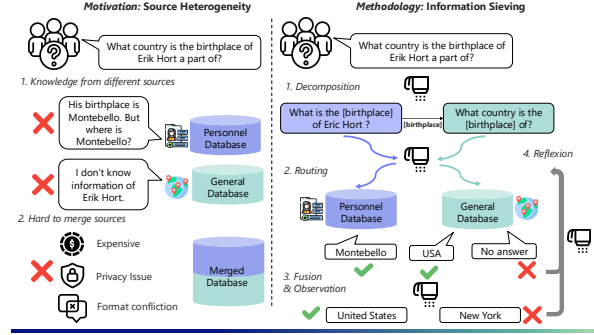 Motivation: Source Heterogeneity
What country is the birthplace of
Erik Hort a part of?
1. Knowledge from different sources
His birthplace is
Montebello. But
where is
Montebello?
Personnel
Database
I don't know
information of
Erik Hort.
General
Database
2. Hard to merge sources
Expensive
Privacy Issue
Format confliction
Merged
Database
Methodology: Information Sieving
What country is the birthplace of
Erik Hort a part of?
1. Decomposition
What is the [birthplace]
of Eric Hort ?
[birthplace]
What country is the
[birthplace] of?
2. Routing
4. Reflexion
Personnel
Database
General
Database
Montebello
USA
No answer
3. Fusion
& Observation
United States
New York